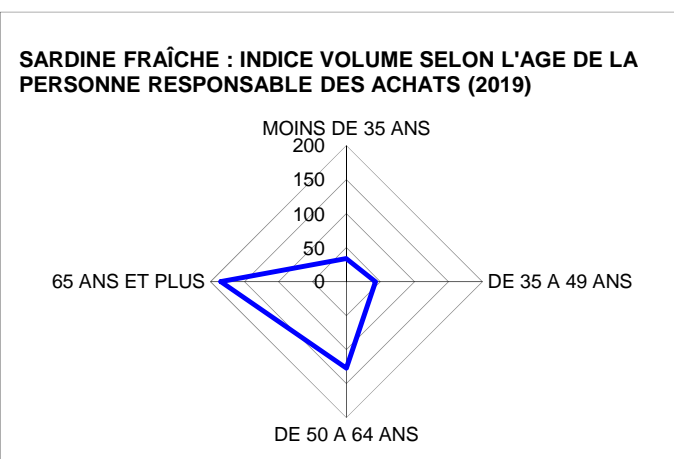 SARDINE FRAÎCHE : INDICE VOLUME SELON L'AGE DE LA
PERSONNE RESPONSABLE DES ACHATS (2019)
MOINS DE 35 ANS
200
150
100
50
0
65 ANS ET PLUS
DE 35 A 49 ANS
DE 50 A 64 ANS